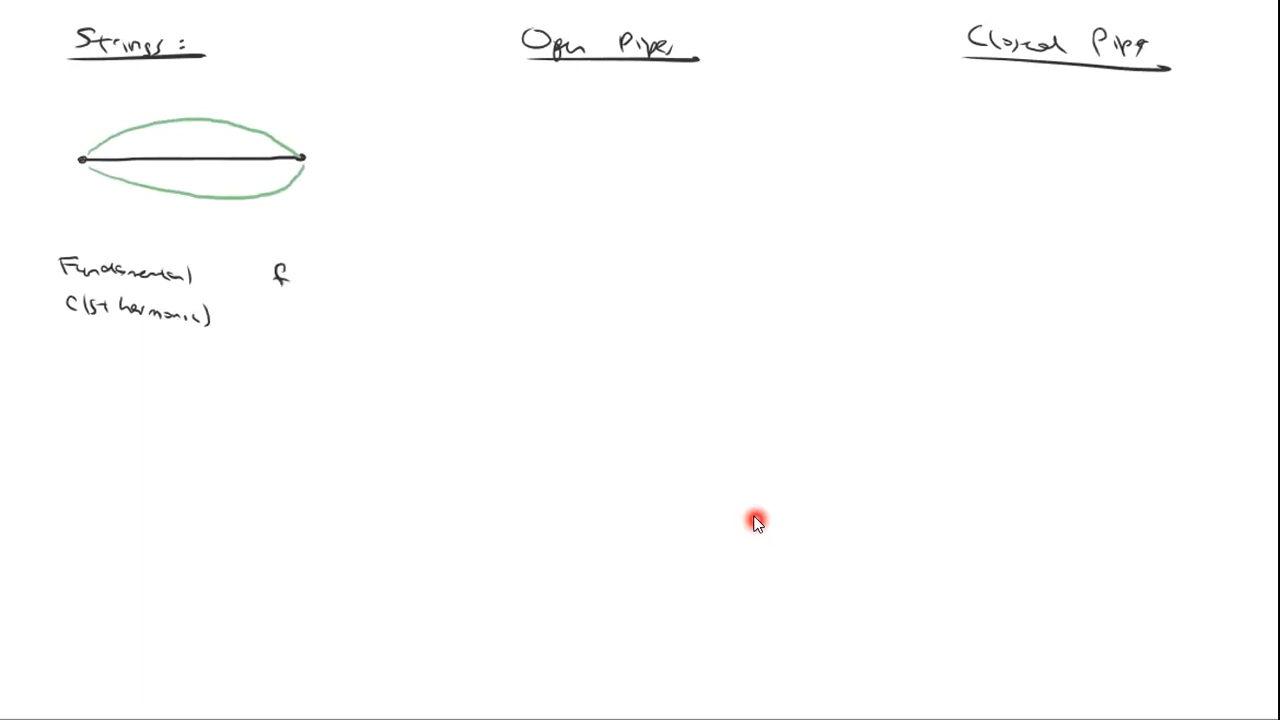 Strings:
Open Pipes
Closed Pipe
Fundamental f
(1st harmonic)